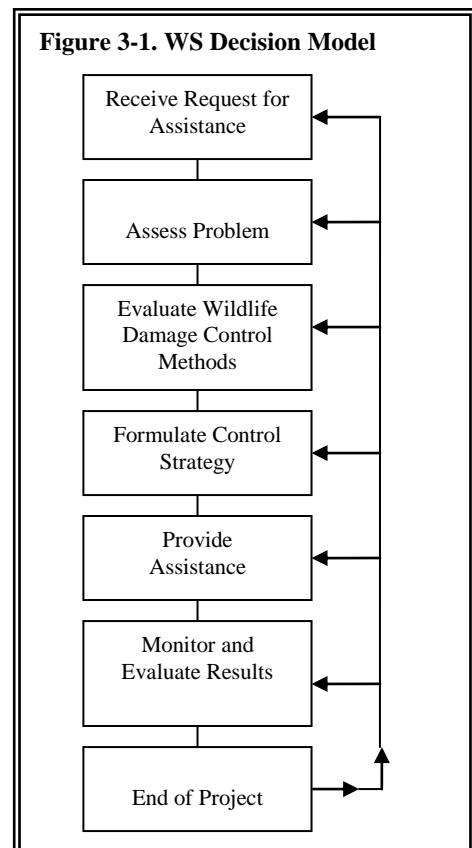 Figure 3-1. WS Decision Model
Receive Request for
Assistance
Assess Problem
Evaluate Wildlife
Damage Control
Methods
Formulate Control
Strategy
Provide
Assistance
Monitor and
Evaluate Results
End of Project